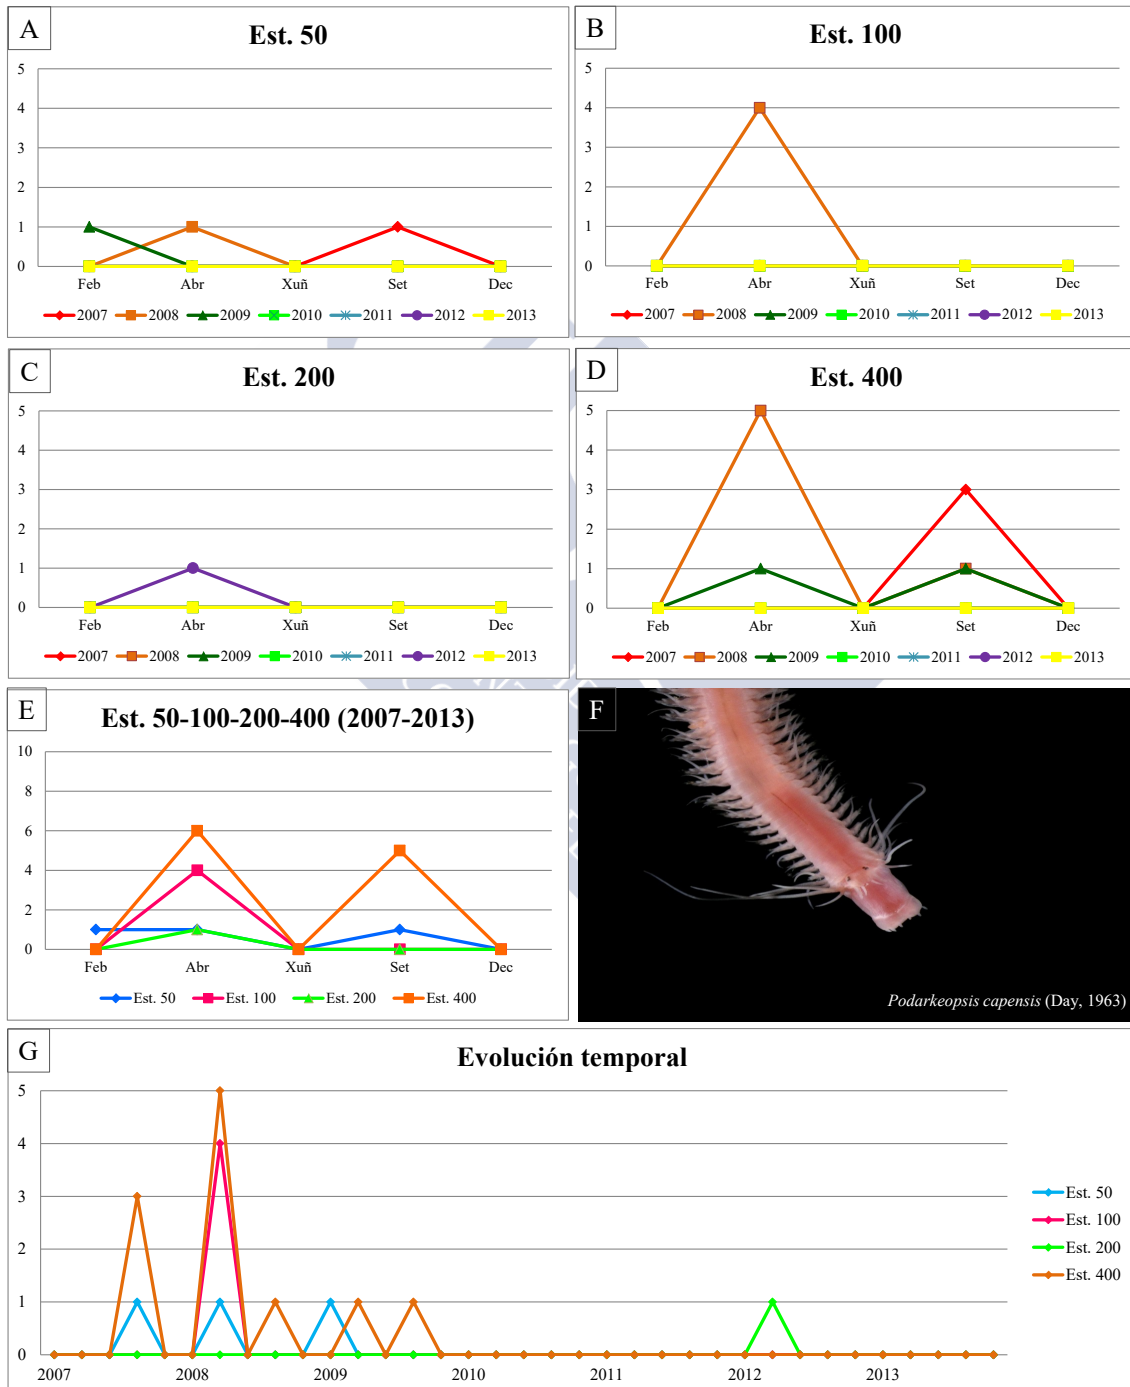 A
Est. 50
5
4
3
2
1
0
Feb Abr Xuñ Set Dec
2007 2008 2009 2010 2011 2012 2013
B
Est. 100
5
4
3
2
1
0
Feb Abr Xuñ Set Dec
2007 2008 2009 2010 2011 2012 2013
C
Est. 200
5
4
3
2
1
0
Feb Abr Xuñ Set Dec
2007 2008 2009 2010 2011 2012 2013
D
Est. 400
5
4
3
2
1
0
Feb Abr Xuñ Set Dec
2007 2008 2009 2010 2011 2012 2013
E
Est. 50-100-200-400 (2007-2013)
10
8
6
4
2
0
Feb Abr Xuñ Set Dec
Est. 50 Est. 100 Est. 200 Est. 400
F
Podarkeopsis capensis (Day, 1963)
G
Evolución temporal
5
4
3
2
1
0
2007 2008 2009 2010 2011 2012 2013
Est. 50
Est. 100
Est. 200
Est. 400